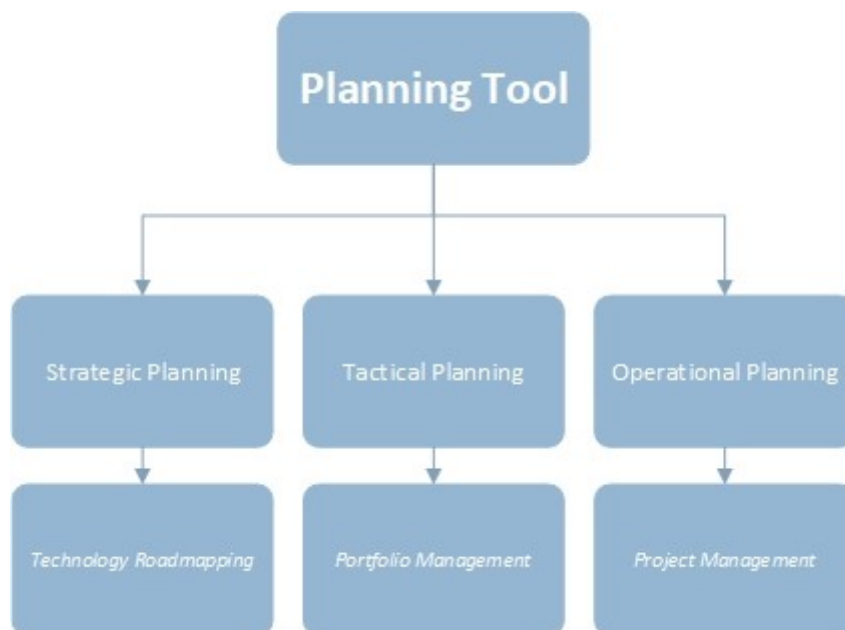 Planning Tool
Strategic Planning
Tactical Planning
Operational Planning
Technology Roadmapping
Portfolio Management
Project Management